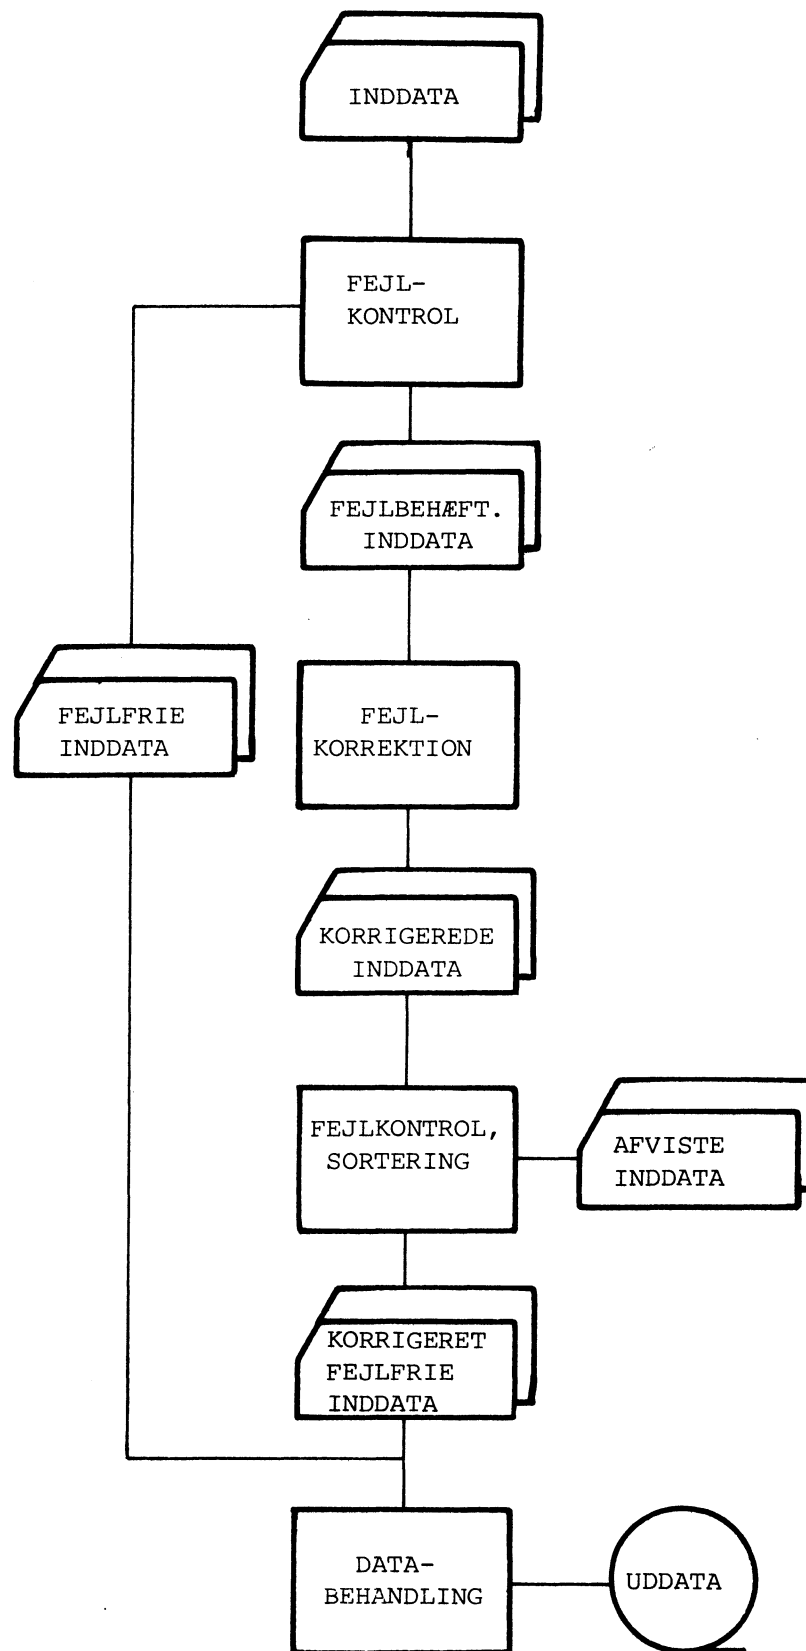 INDDATA
FEJL-
KONTROL
FEJLBEHÆFT.
INDDATA
FEJLFRIE
INDDATA
FEJL-
KORREKTION
KORRIGEREDE
INDDATA
FEJLKONTROL,
SORTERING
AFVISTE
INDDATA
KORRIGERET
FEJLFRIE
INDDATA
DATA-
BEHANDLING
UDDATA